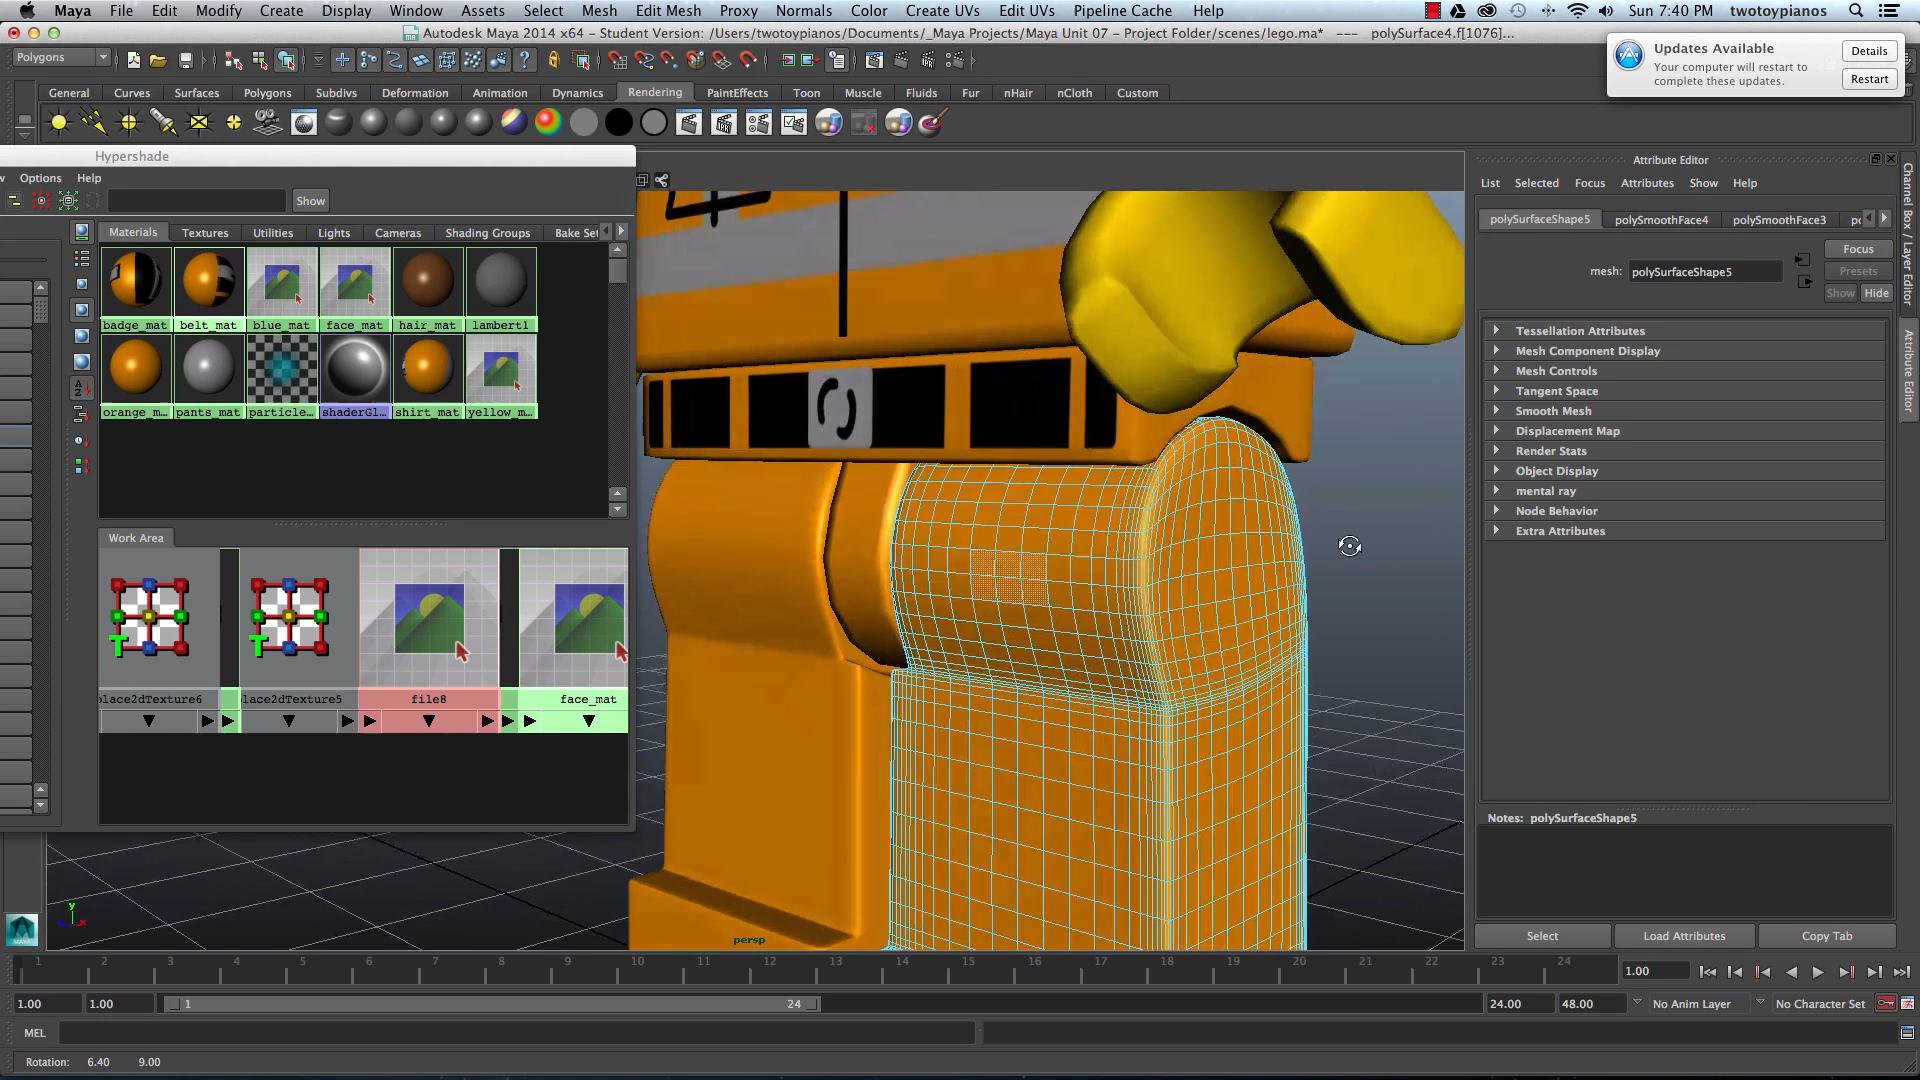 Maya File Edit Modify Create Display Window Assets Select Mesh Edit Mesh Proxy Normals Color Create UVs Edit UVs Pipeline Cache Help Sun 7:40 PM twotoypianos
Autodesk Maya 2014 x64 - Student Version: /Users/twotoypianos/Documents/_Maya Projects/Maya Unit 07 - Project Folder/scenes/lego.ma* --- polySurface4.f[1076]...
Updates Available
Your computer will restart to
complete these updates.
Details
Restart
Polygons
General Curves Surfaces Polygons Subdivs Deformation Animation Dynamics Rendering PaintEffects Toon Muscle Fluids Fur nHair nCloth Custom
Hypershade
Options Help
Show
Materials Textures Utilities Lights Cameras Shading Groups Bake Set
badge_mat belt_mat blue_mat face_mat hair_mat lambert1
orange_m... pants_mat particle... shaderGl... shirt_mat yellow_m...
Work Area
place2dTexture6 lace2dTexture5 file8 face_mat
persp
Attribute Editor
List Selected Focus Attributes Show Help
polySurfaceShape5 polySmoothFace4 polySmoothFace3 po
mesh: polySurfaceShape5
Focus
Presets
Show Hide
Tessellation Attributes
Mesh Component Display
Mesh Controls
Tangent Space
Smooth Mesh
Displacement Map
Render Stats
Object Display
mental ray
Node Behavior
Extra Attributes
Notes: polySurfaceShape5
Select Load Attributes Copy Tab
Channel Box / Layer Editor
Attribute Editor
1 2 3 4 5 6 7 8 9 10 11 12 13 14 15 16 17 18 19 20 21 22 23 24 1.00
1.00 1.00 1 24 24.00 48.00 No Anim Layer No Character Set
MEL
Rotation: 6.40 9.00